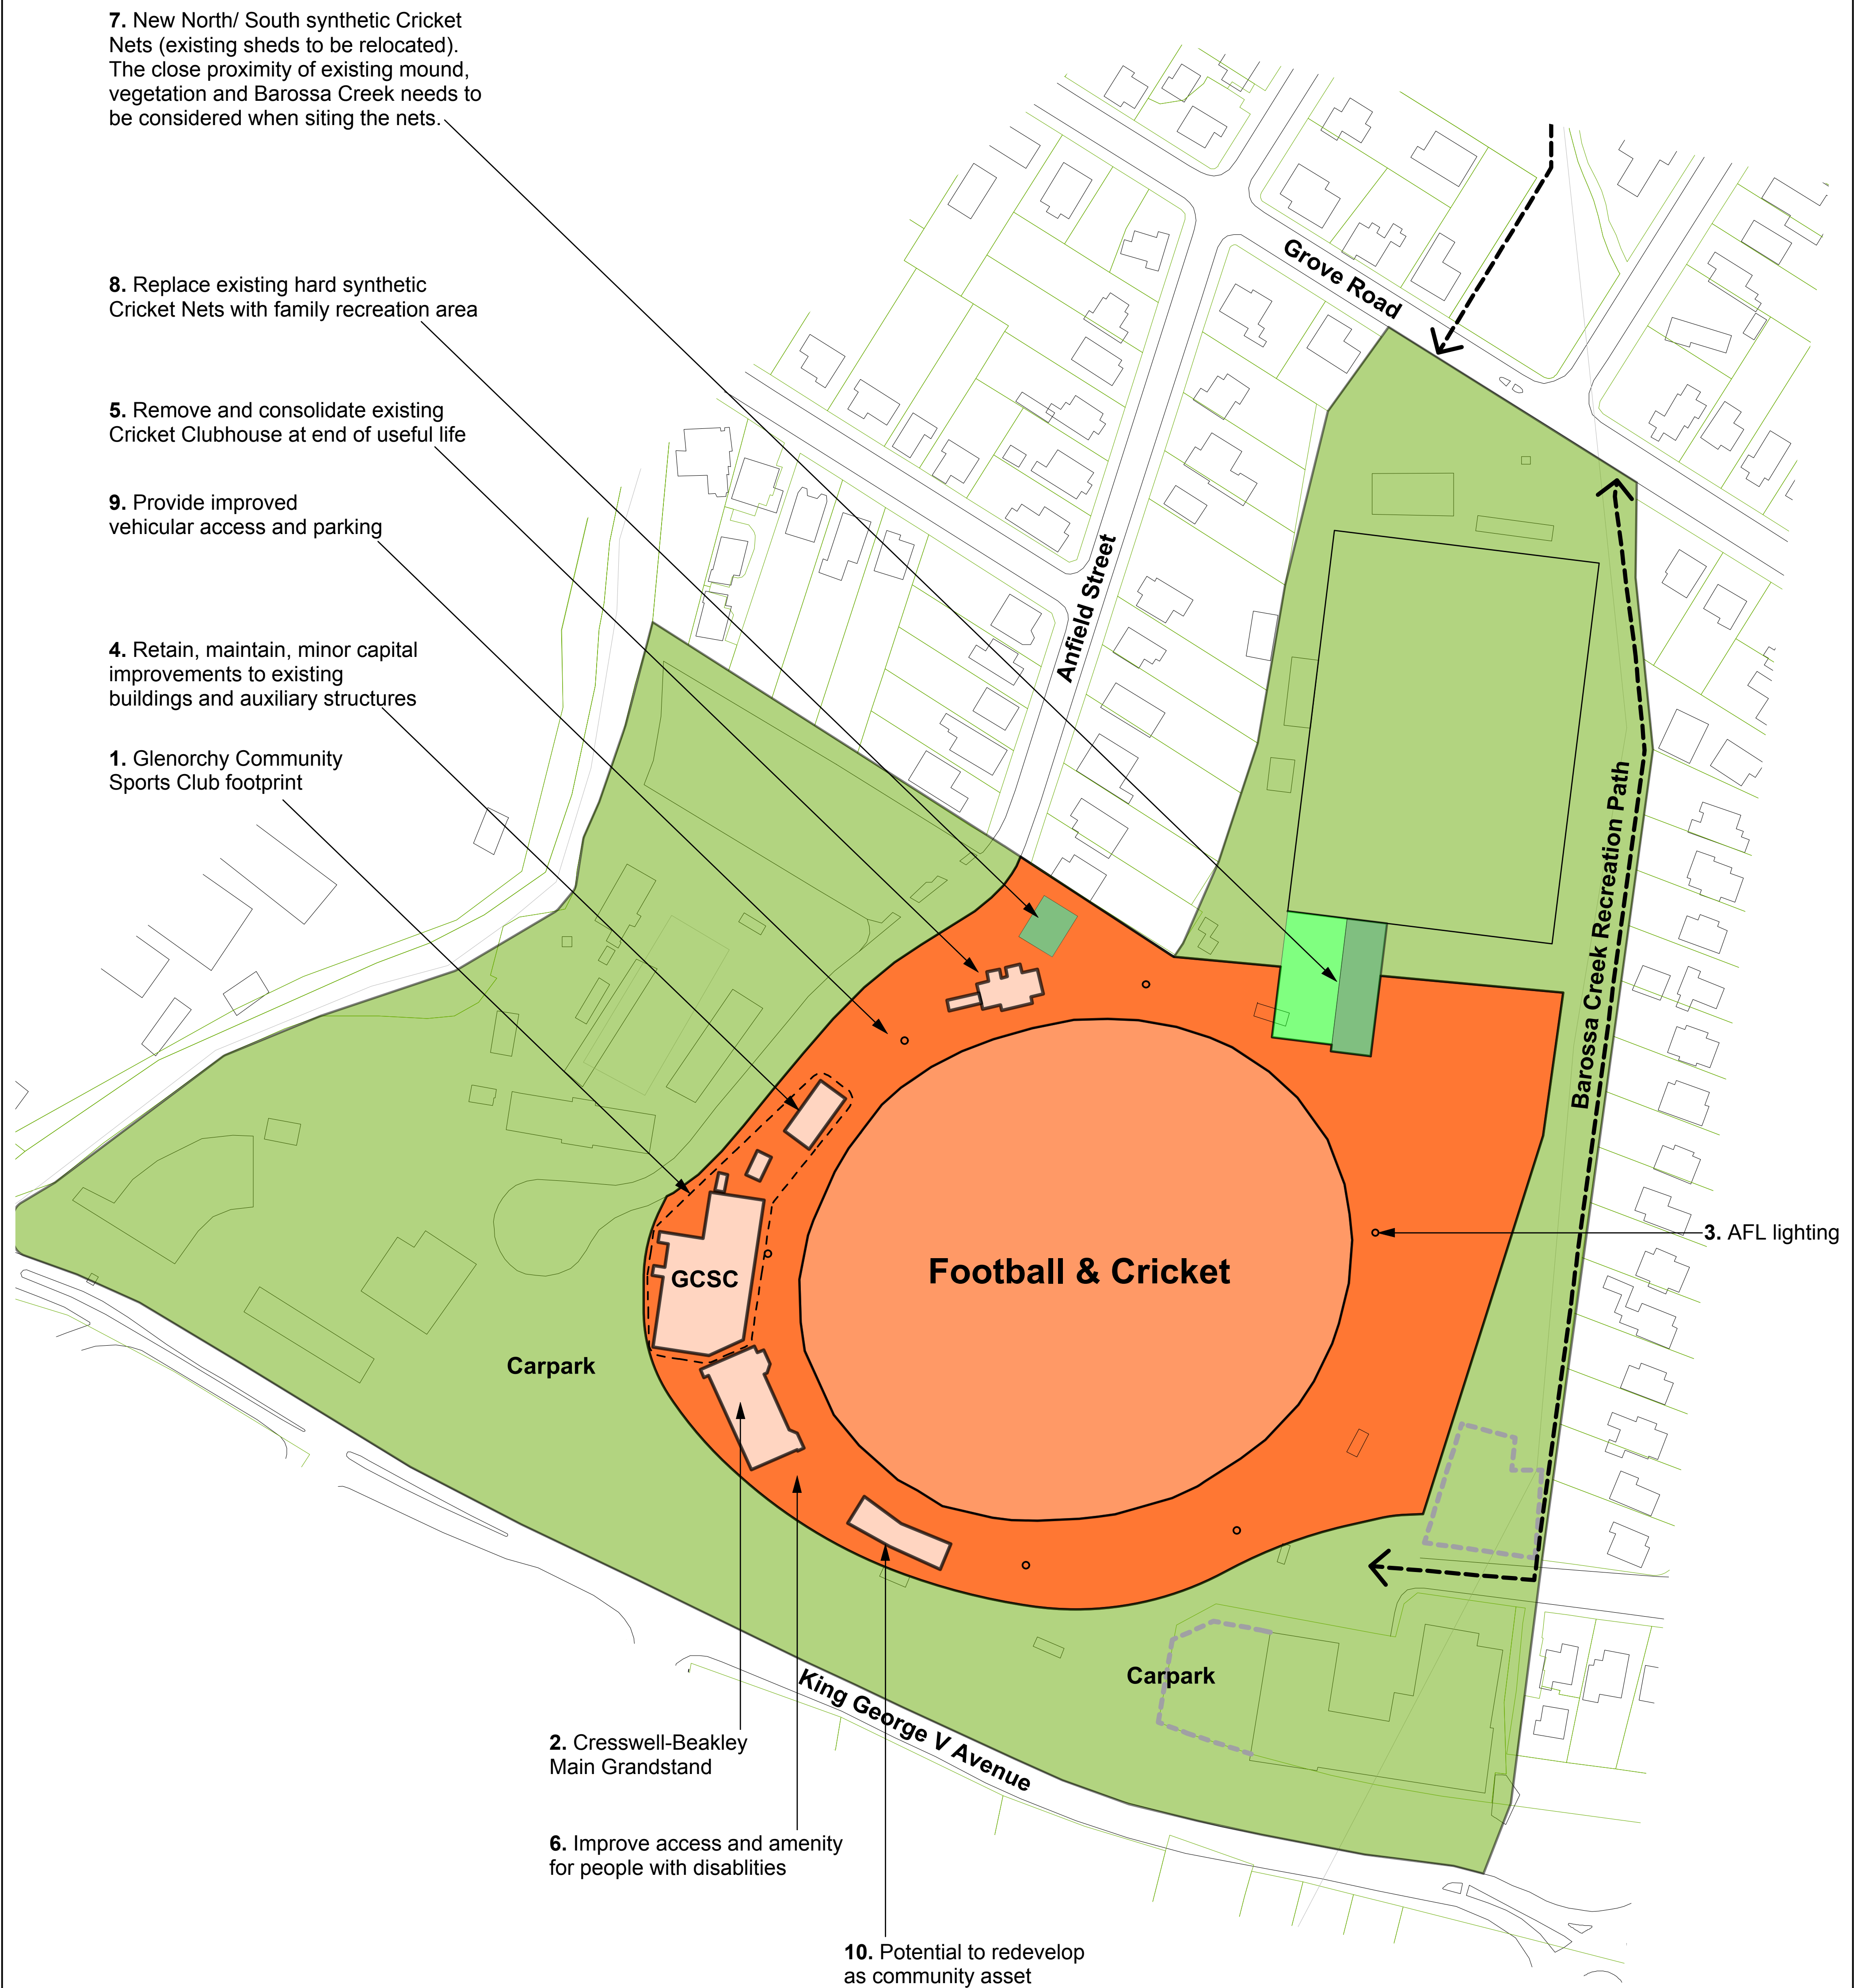 7. New North/ South synthetic Cricket
Nets (existing sheds to be relocated).
The close proximity of existing mound,
vegetation and Barossa Creek needs to
be considered when siting the nets.
8. Replace existing hard synthetic
Cricket Nets with family recreation area
5. Remove and consolidate existing
Cricket Clubhouse at end of useful life
9. Provide improved
vehicular access and parking
4. Retain, maintain, minor capital
improvements to existing
buildings and auxiliary structures
1. Glenorchy Community
Sports Club footprint
Grove Road
Anfield Street
Barossa Creek Recreation Path
3. AFL lighting
Football & Cricket
GCSC
Carpark
Carpark
King George V Avenue
2. Cresswell-Beakley
Main Grandstand
6. Improve access and amenity
for people with disablities
10. Potential to redevelop
as community asset